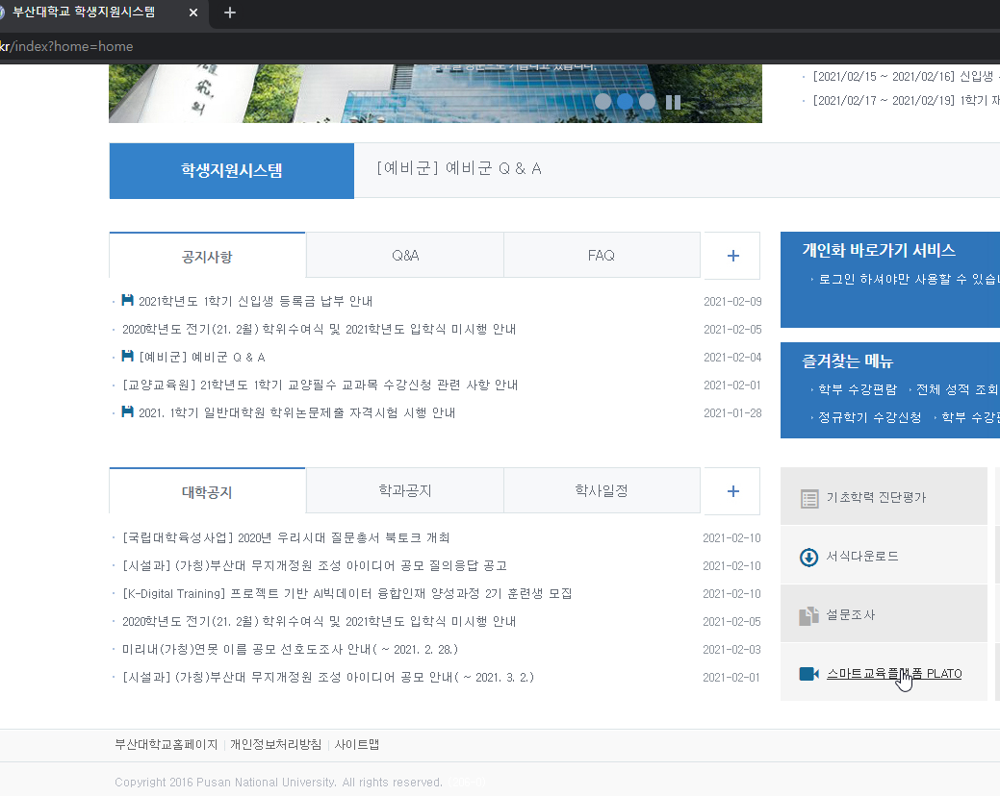 부산대학교 학생지원시스템
kr/index?home=home
[2021/02/15 ~ 2021/02/16] 신입생
[2021/02/17 ~ 2021/02/19] 1학기 재
학생지원시스템
[예비군] 예비군 Q & A
공지사항 Q&A FAQ +
2021학년도 1학기 신입생 등록금 납부 안내 2021-02-09
2020학년도 전기(21. 2월) 학위수여식 및 2021학년도 입학식 미시행 안내 2021-02-05
[예비군] 예비군 Q & A 2021-02-04
[교양교육원] 21학년도 1학기 교양필수 교과목 수강신청 관련 사항 안내 2021-02-01
2021. 1학기 일반대학원 학위논문제출 자격시험 시행 안내 2021-01-28
개인화 바로가기 서비스
로그인 하셔야만 사용할 수 있습니
즐겨찾는 메뉴
학부 수강편람 전체 성적 조회
정규학기 수강신청 학부 수강편
대학공지 학과공지 학사일정 +
[국립대학육성사업] 2020년 우리시대 질문총서 북토크 개최 2021-02-10
[시설과] (가칭)부산대 무지개정원 조성 아이디어 공모 질의응답 공고 2021-02-10
[K-Digital Training] 프로젝트 기반 AI빅데이터 융합인재 양성과정 2기 훈련생 모집 2021-02-10
2020학년도 전기(21. 2월) 학위수여식 및 2021학년도 입학식 미시행 안내 2021-02-05
미리내(가칭)연못 이름 공모 선호도조사 안내( ~ 2021. 2. 28.) 2021-02-03
[시설과] (가칭)부산대 무지개정원 조성 아이디어 공모 안내( ~ 2021. 3. 2.) 2021-02-01
기초학력 진단평가
서식다운로드
설문조사
스마트교육플랫폼 PLATO
부산대학교홈페이지 | 개인정보처리방침 | 사이트맵
Copyright 2016 Pusan National University. All rights reserved.